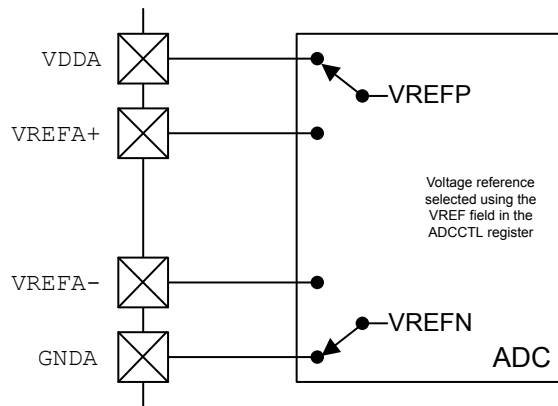 VDDA
VREFP
VREFA+
Voltage reference
selected using the
VREF field in the
ADCCTL register
VREFA-
VREFN
GNDA
ADC